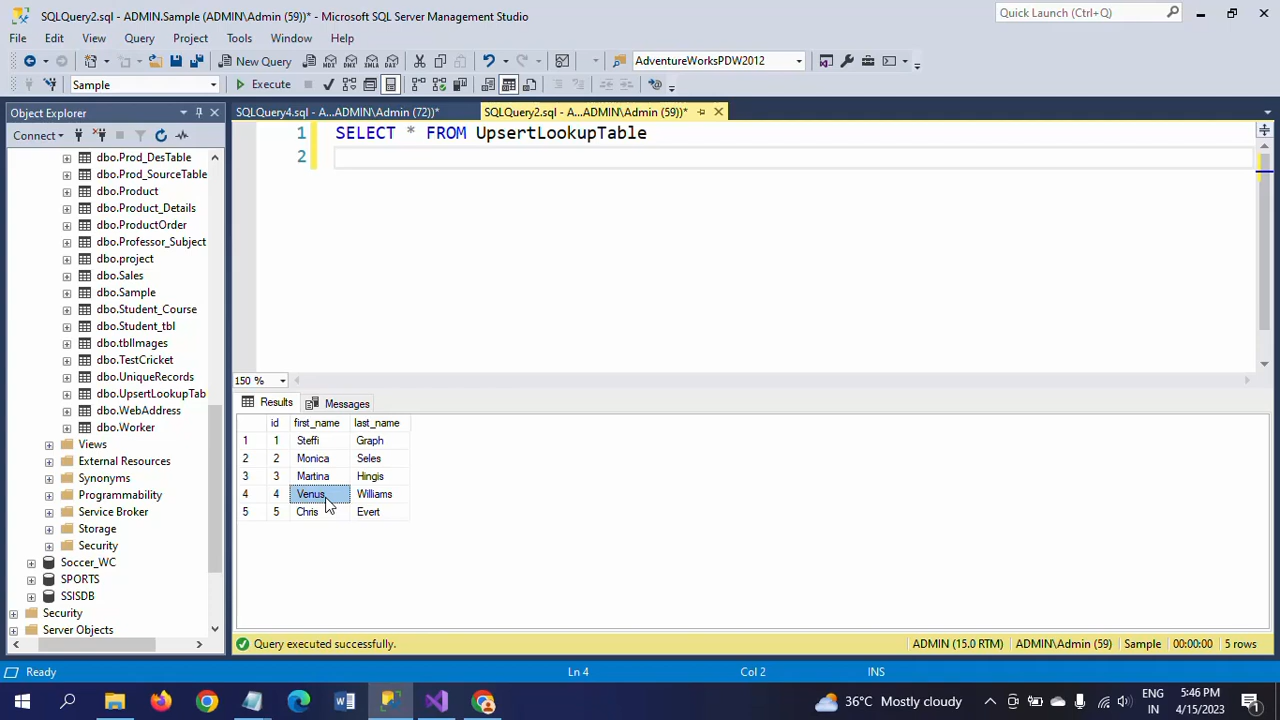 SQLQuery2.sql - ADMIN.Sample (ADMIN\Admin (59))* - Microsoft SQL Server Management Studio
Quick Launch (Ctrl+Q)
File Edit View Query Project Tools Window Help
New Query MDX DMX XMLA DAX AdventureWorksPDW2012
Sample Execute
Object Explorer
SQLQuery4.sql - A...ADMIN\Admin (72))*
SQLQuery2.sql - A...ADMIN\Admin (59))*
Connect
dbo.Prod_DesTable
dbo.Prod_SourceTable
dbo.Product
dbo.Product_Details
dbo.ProductOrder
dbo.Professor_Subject
dbo.project
dbo.Sales
dbo.Sample
dbo.Student_Course
dbo.Student_tbl
dbo.tblImages
dbo.TestCricket
dbo.UniqueRecords
dbo.UpsertLookupTab
dbo.WebAddress
dbo.Worker
Views
External Resources
Synonyms
Programmability
Service Broker
Storage
Security
Soccer_WC
SPORTS
SSISDB
Security
Server Objects
1 SELECT * FROM UpsertLookupTable
2
150 %
Results Messages
id first_name last_name
1 1 Steffi Graph
2 2 Monica Seles
3 3 Martina Hingis
4 4 Venus Williams
5 5 Chris Evert
Query executed successfully. ADMIN (15.0 RTM) ADMIN\Admin (59) Sample 00:00:00 5 rows
Ready Ln 4 Col 2 INS
36°C Mostly cloudy
ENG
IN
5:46 PM
4/15/2023
1